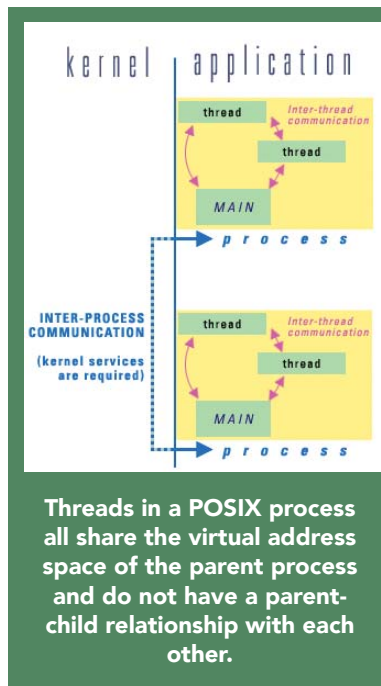 kernel application
thread
Inter-thread
communication
thread
MAIN
process
INTER-PROCESS
COMMUNICATION
(kernel services
are required)
thread
Inter-thread
communication
thread
MAIN
process
Threads in a POSIX process
all share the virtual address
space of the parent process
and do not have a parent-
child relationship with each
other.